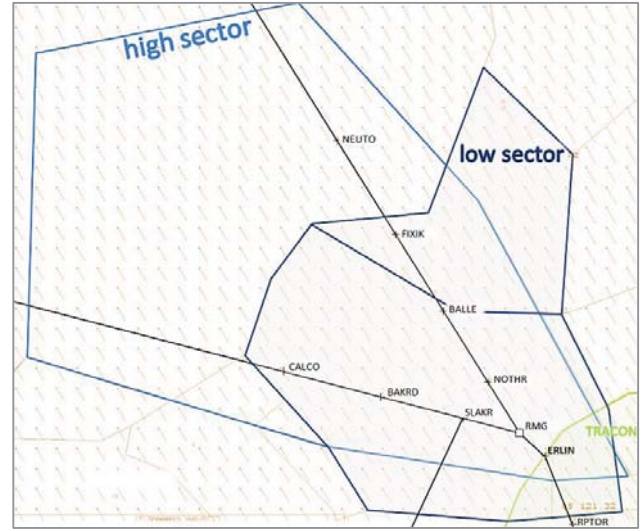 high sector
NEUTO
low sector
FIXIK
BALLE
CALCO
NOTHR
BAKRD
SLAKR
RMG
TRACON
ERLIN
RPTOR